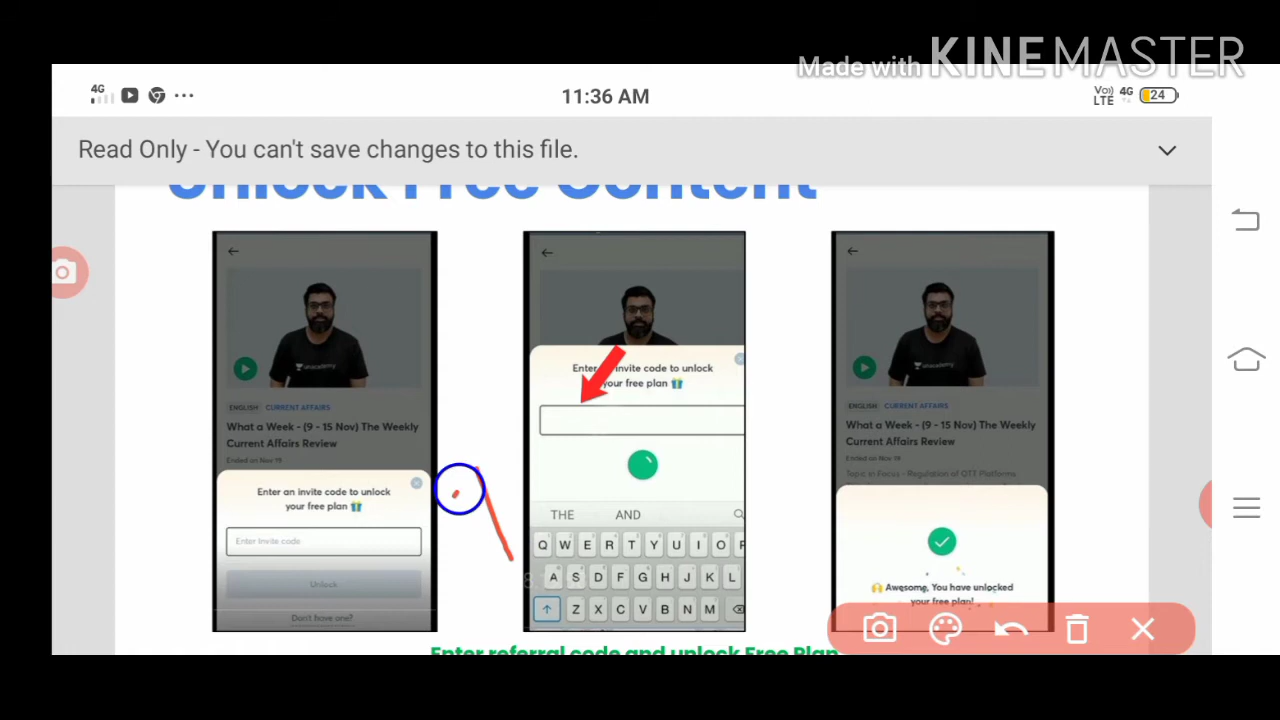 Made with KINEMASTER
4G 11:36 AM Vo) LTE 4G 24
Read Only - You can't save changes to this file.
Unlock Free Content
unacademy
ENGLISH CURRENT AFFAIRS
What a Week - (9 - 15 Nov) The Weekly
Current Affairs Review
Ended on Nov 19
Enter an invite code to unlock
your free plan
Enter Invite code
Unlock
Don't have one?
Enter invite code to unlock
your free plan
THE AND
Q W E R T Y U I O P
A S D F G H J K L
Z X C V B N M
unacademy
ENGLISH CURRENT AFFAIRS
What a Week - (9 - 15 Nov) The Weekly
Current Affairs Review
Ended on Nov 19
Topic in Focus - Regulation of OTT Platforms
Awesome, You have unlocked
your free plan!
Enter referral code and unlock Free Plan